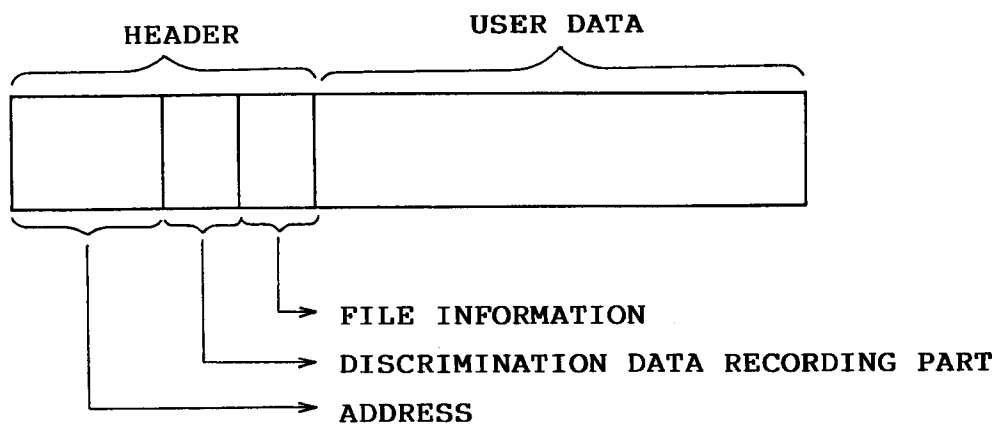 HEADER
USER DATA
FILE INFORMATION
DISCRIMINATION DATA RECORDING PART
ADDRESS